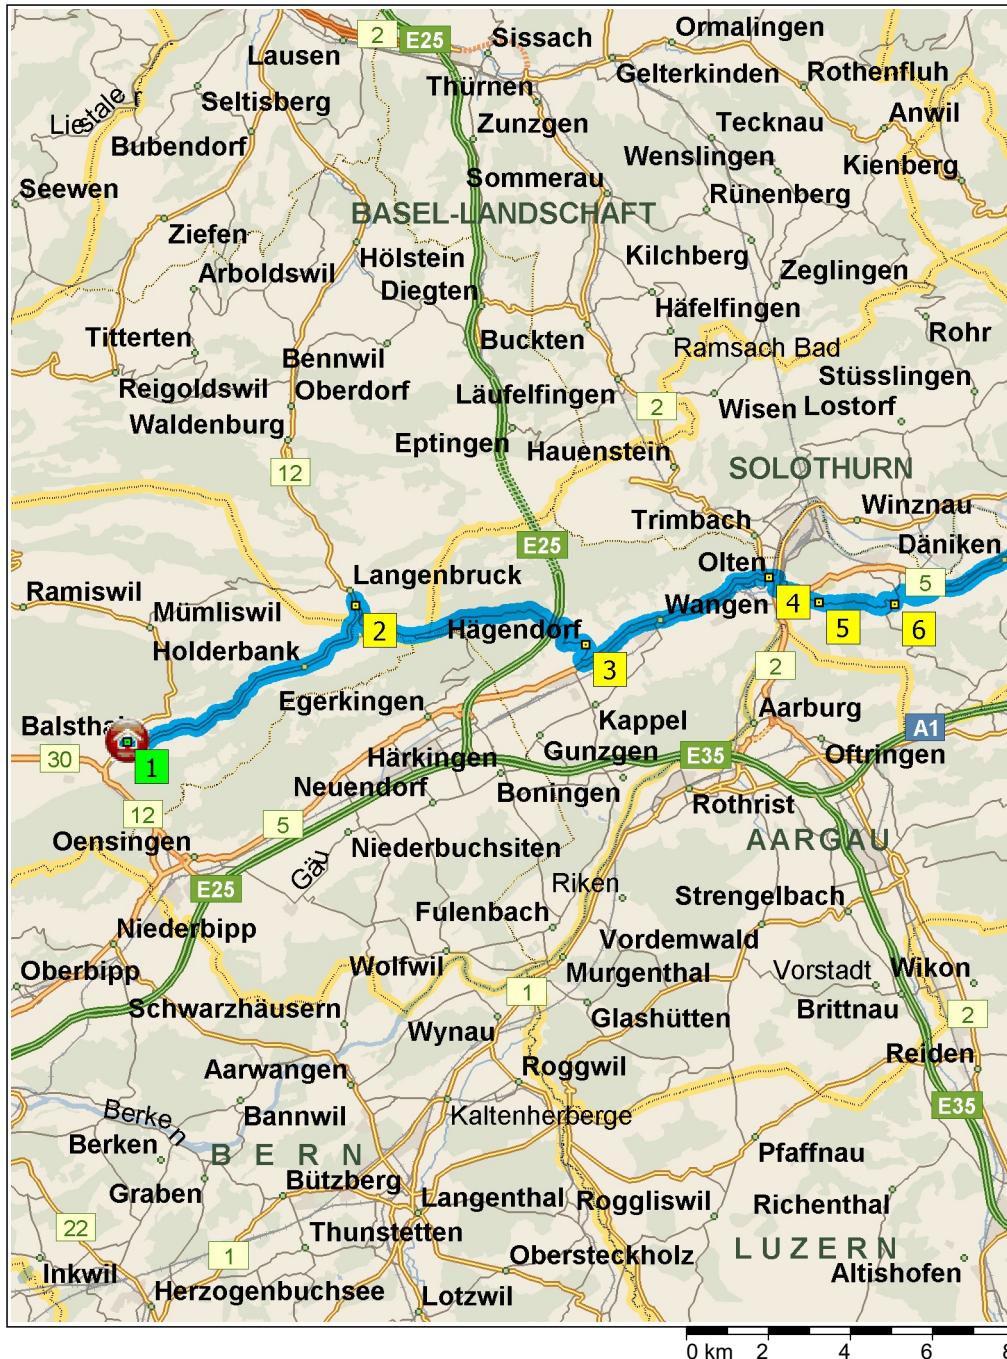 2
E25
Sissach
Ormalingen
Lausen
Gelterkinden
Rothenfluh
Thürnen
Seltisberg
Anwil
Liestaler
Bubendorf
Zunzgen
Tecknau
Wenslingen
Kienberg
Seewen
Sommerau
Rünenberg
BASEL-LANDSCHAFT
Ziefen
Hölstein
Kilchberg
Arboldswil
Zeglingen
Diegten
Häfelfingen
Titterten
Bennwil
Buckten
Ramsach Bad
Rohr
Reigoldswil
Oberdorf
Läufelfingen
Stüsslingen
2
Wisen
Lostorf
Waldenburg
Eptingen
Hauenstein
12
SOLOTHURN
Winznau
Trimbach
E25
Däniken
Olten
Langenbruck
5
Ramiswil
Mümliswil
Wangen
4
2
Hägendorf
5
6
Holderbank
3
2
Egerkingen
Balsthal
Kappel
Aarburg
A1
30
1
Härkingen
Gunzgen
E35
Oftringen
Neuendorf
Boningen
Rothrist
12
5
Oensingen
Niederbuchsiten
AARGAU
Gäu
E25
Riken
Strengelbach
Fulenbach
Niederbipp
Vordemwald
Oberbipp
Wolfwil
Murgenthal
Vorstadt
Wikon
1
Schwarzhäusern
Glashütten
Brittnau
2
Wynau
Reiden
Aarwangen
Roggwil
Berken
Bannwil
Kaltenherberge
E35
Berken
BERN
Pfaffnau
Graben
Bützberg
Langenthal
Roggliswil
Richenthal
22
Thunstetten
1
Obersteckholz
LUZERN
Inkwil
Altishofen
Herzogenbuchsee
Lotzwil
0 km 2 4 6 8